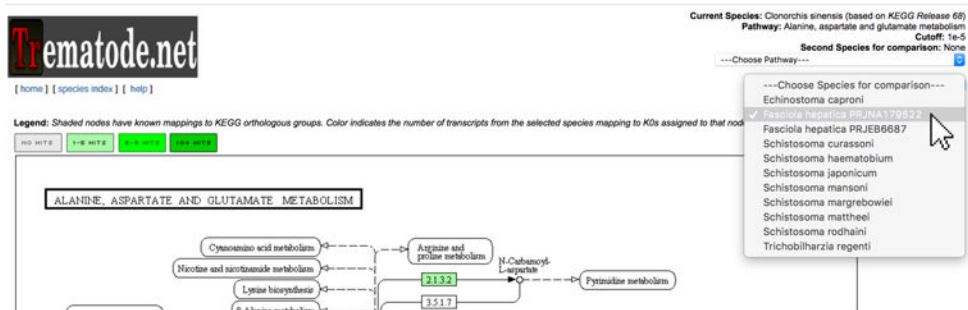 Trematode.net
Current Species: Clonorchis sinensis (based on KEGG Release 68)
Pathway: Alanine, aspartate and glutamate metabolism
Cutoff: 1e-5
Second Species for comparison: None
---Choose Pathway---
[ home ] [ species index ] [ help ]
---Choose Species for comparison---
Echinostoma caproni
✓ Fasciola hepatica PRJNA179522
Fasciola hepatica PRJEB6687
Schistosoma curassoni
Schistosoma haematobium
Schistosoma japonicum
Schistosoma mansoni
Schistosoma margrebowiei
Schistosoma mattheei
Schistosoma rodhaini
Trichobilharzia regenti
Legend: Shaded nodes have known mappings to KEGG orthologous groups. Color indicates the number of transcripts from the selected species mapping to K0s assigned to that node
NO HITS 1-5 HITS 6-9 HITS 10+ HITS
ALANINE, ASPARTATE AND GLUTAMATE METABOLISM
Cyanoamino acid metabolism
Arginine and
proline metabolism
N-Carbamoyl-
L-aspartate
Nicotine and nicotinamide metabolism
2.1.3.2
Pyrimidine metabolism
Lysine biosynthesis
3.5.1.7